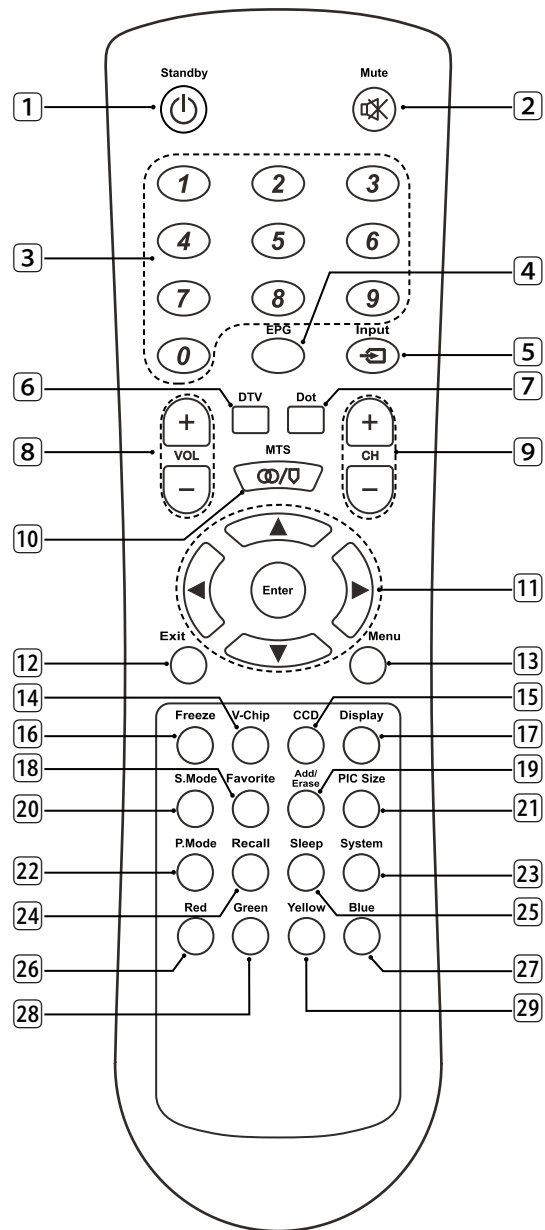 Standby Mute
1 2
1 2 3
4 5 6
3 4
7 8 9
EPG Input
0 5
6 DTV Dot 7
+ +
8 VOL MTS CH 9
− −
10
Enter 11
Exit Menu
12 13
14 15
Freeze V-Chip CCD Display
16 17
18 Add/ 19
S.Mode Favorite Erase PIC Size
20 21
P.Mode Recall Sleep System
22 23
24 25
Red Green Yellow Blue
26 27
28 29